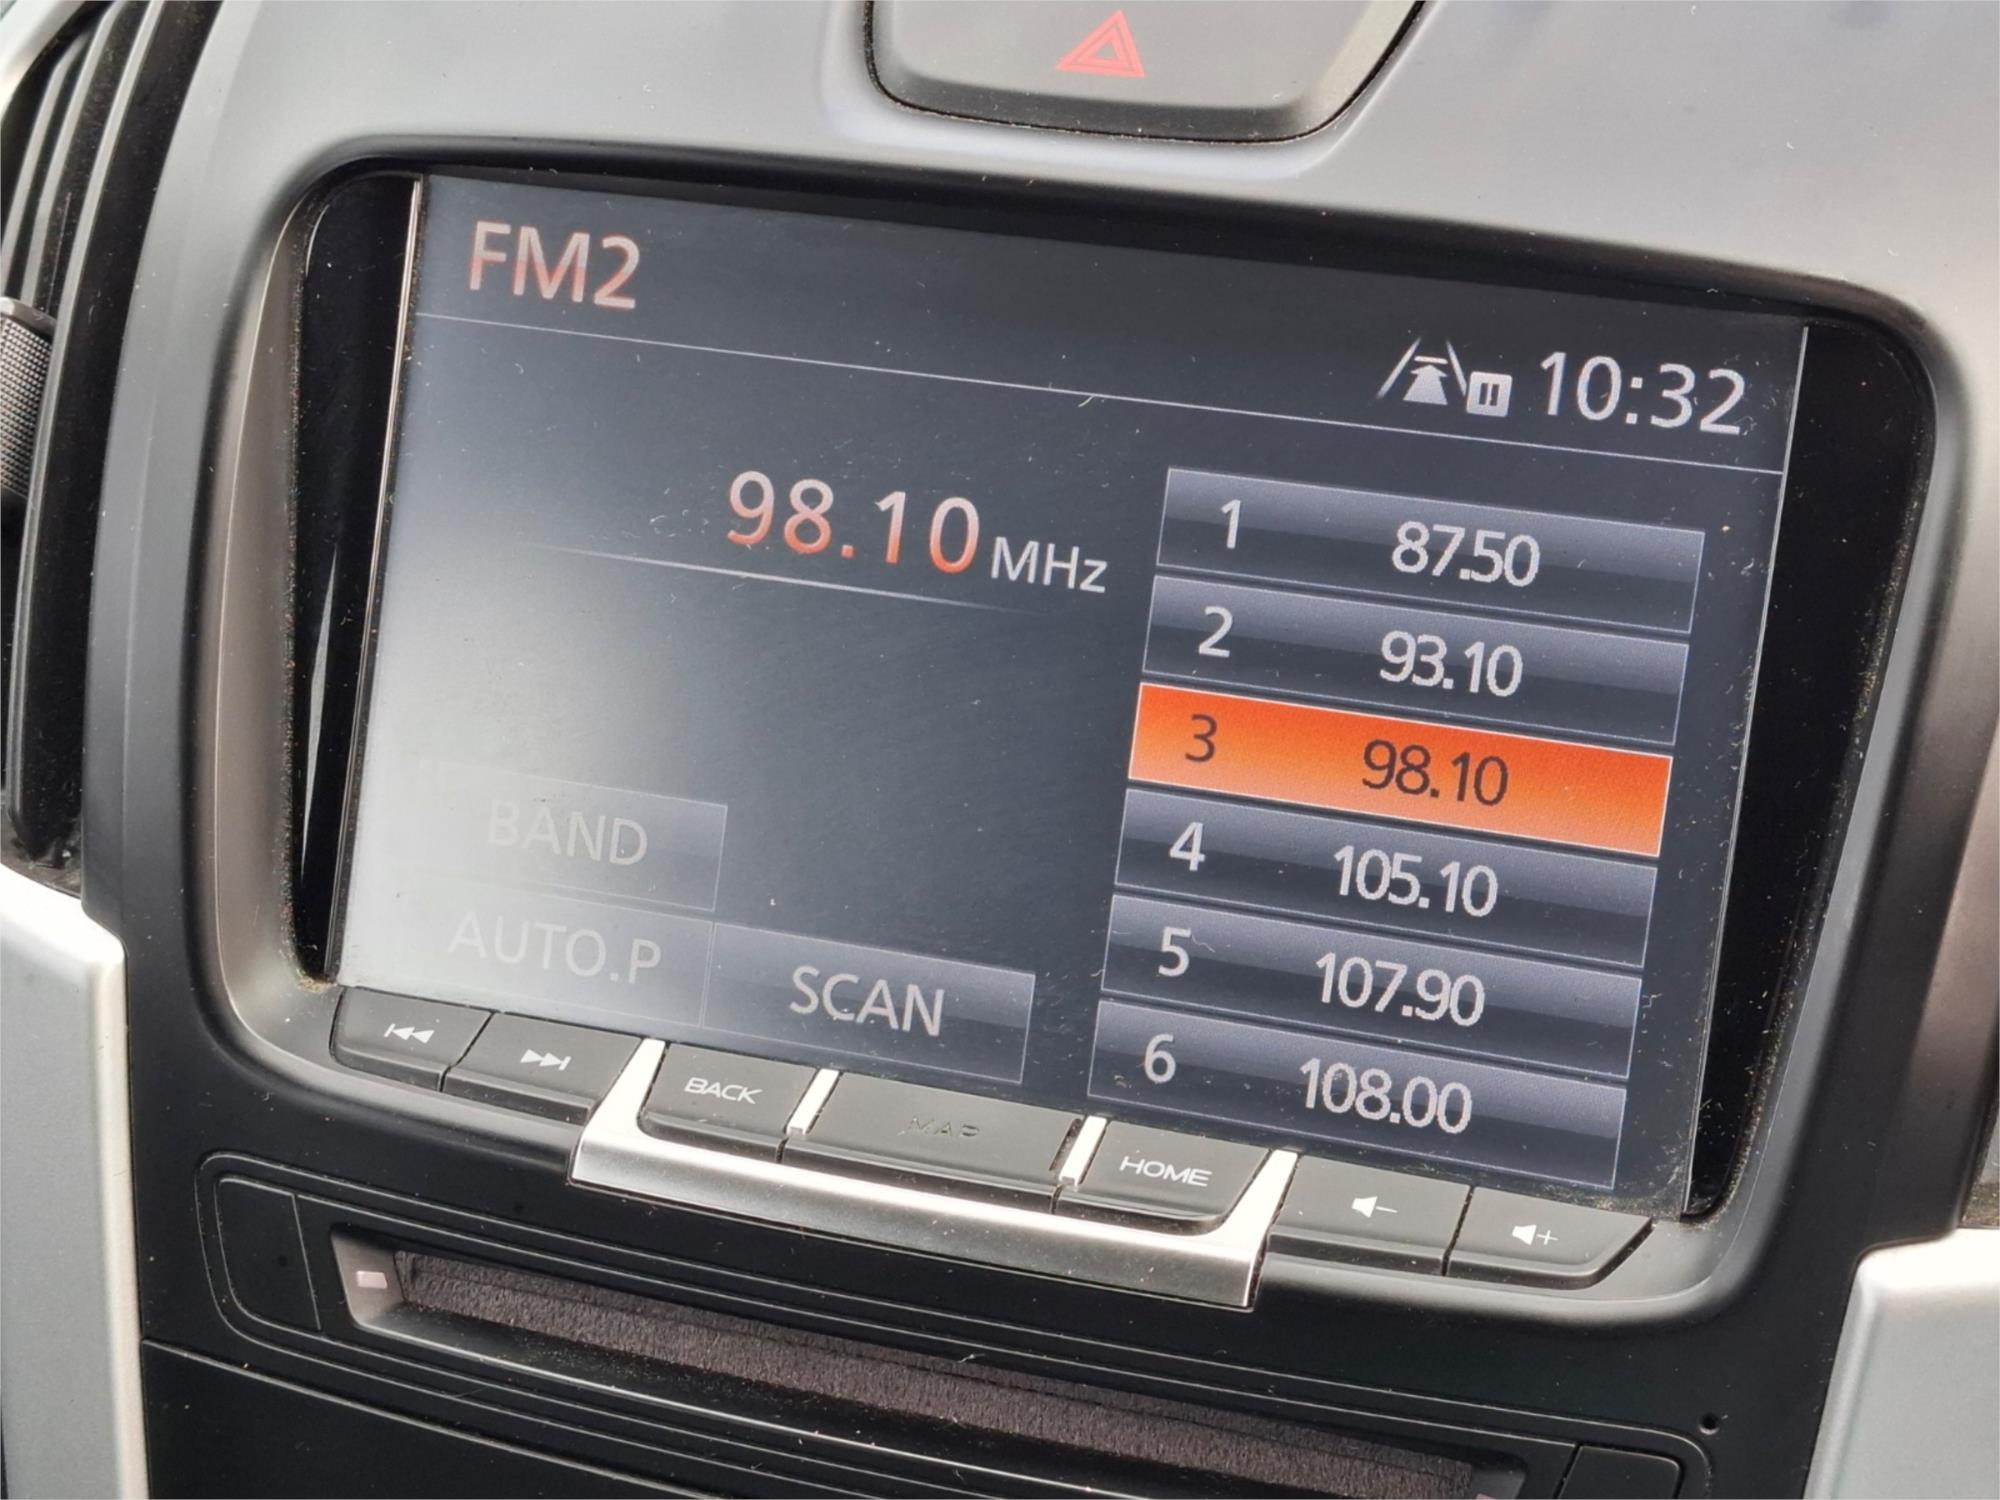 FM2
10:32
98.10 MHz
1 87.50
2 93.10
3 98.10
4 105.10
5 107.90
6 108.00
BAND
AUTO.P
SCAN
BACK
MAP
HOME